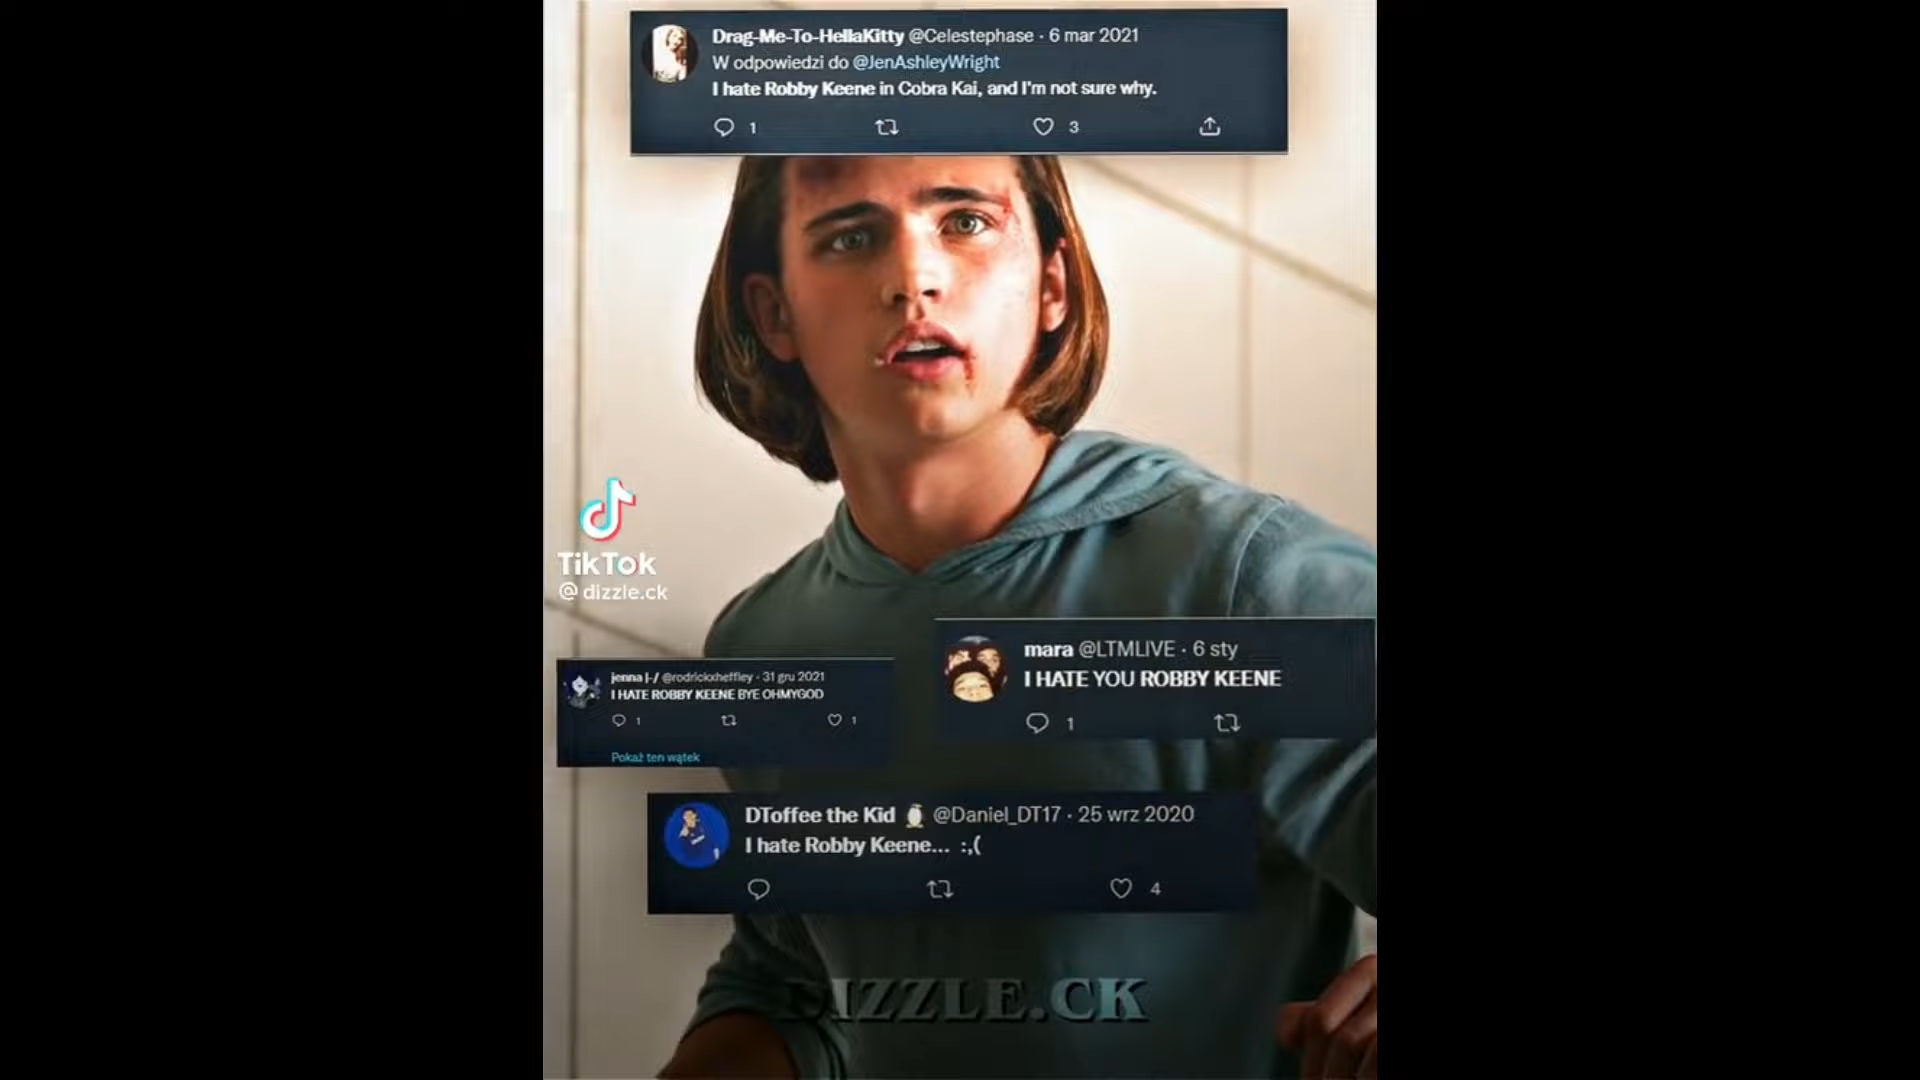 Drag-Me-To-HellaKitty @Celestephase · 6 mar 2021
W odpowiedzi do @JenAshleyWright
I hate Robby Keene in Cobra Kai, and I'm not sure why.
1 3
TikTok
@ dizzle.ck
mara @LTMLIVE · 6 sty
I HATE YOU ROBBY KEENE
1
jenna |-/ @rodrickxheffley · 31 gru 2021
I HATE ROBBY KEENE BYE OHMYGOD
1 1
Pokaż ten wątek
DToffee the Kid @Daniel_DT17 · 25 wrz 2020
I hate Robby Keene... :,(
4
DIZZLE.CK